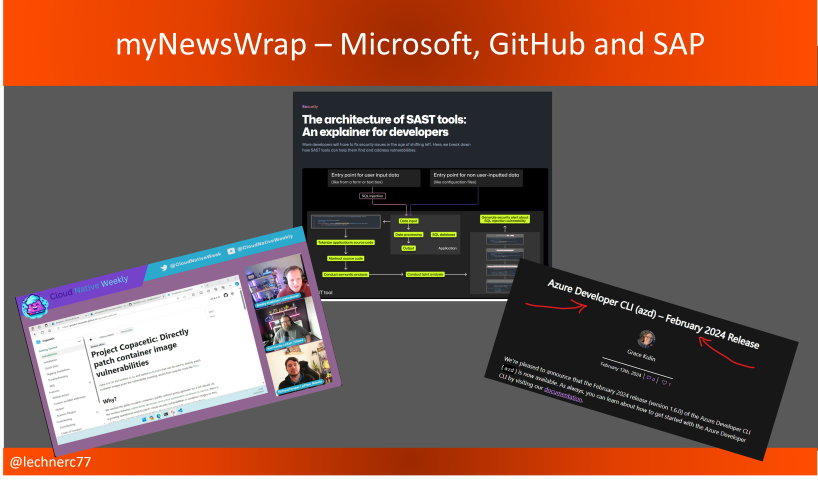 myNewsWrap – Microsoft, GitHub and SAP
Security
The architecture of SAST tools:
An explainer for developers
More developers will have to fix security issues in the age of shifting left. Here we break down
how SAST tools can help them find and address vulnerabilities.
Entry point for user input data
(like from a form or text box)
Entry point for non user-inputted data
(like configuration files)
SQL injection
Data input
Generate security alert about
SQL injection vulnerability
Data processing
SQL database
Tokenize application source code
Output
Application
Abstract source code
Conduct semantic analysis
Conduct taint analysis
tool
Cloud Native Weekly
@CloudNativeWeek
@CloudNativeWeekly
Project Copacetic: Directly
patch container image
vulnerabilities
Why?
Azure Developer CLI (azd) – February 2024 Release
Grace Kulin
February 13th, 2024
We're pleased to announce that the February 2024 release (version 1.6.0) of the Azure Developer CLI
(azd) is now available. As always, you can learn about how to get started with the Azure Developer
CLI by visiting our documentation.
@lechnerc77